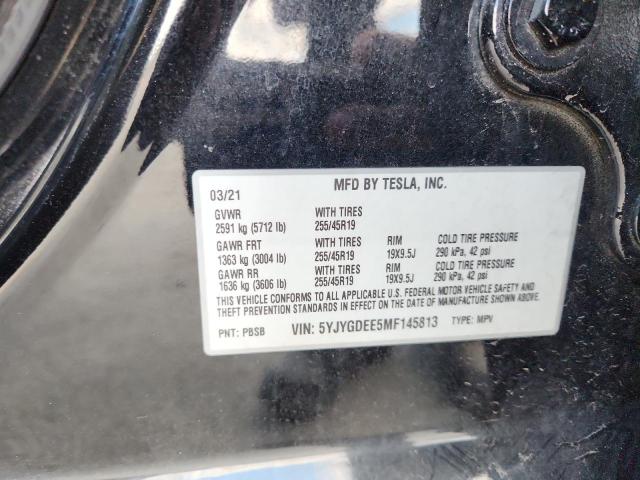 MFD BY TESLA, INC.
03/21
GVWR WITH TIRES
2591 kg (5712 lb) 255/45R19
GAWR FRT WITH TIRES RIM COLD TIRE PRESSURE
1363 kg (3004 lb) 255/45R19 19X9.5J 290 kPa, 42 psi
GAWR RR WITH TIRES RIM COLD TIRE PRESSURE
1636 kg (3606 lb) 255/45R19 19X9.5J 290 kPa, 42 psi
THIS VEHICLE CONFORMS TO ALL APPLICABLE U.S. FEDERAL MOTOR VEHICLE SAFETY AND
THEFT PREVENTION STANDARDS IN EFFECT ON THE DATE OF MANUFACTURE SHOWN ABOVE.
PNT: PBSB VIN: 5YJYGDEE5MF145813 TYPE: MPV